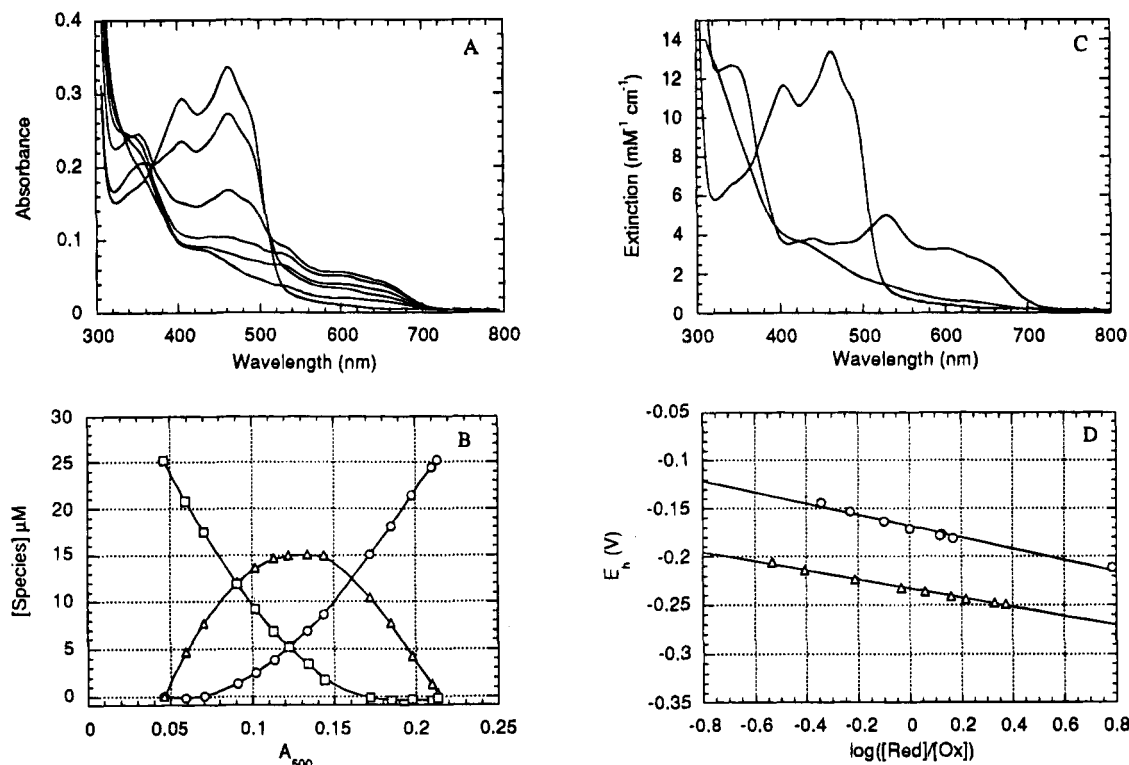 A
0.4
0.3
0.2
0.1
0
Absorbance
300 400 500 600 700 800
Wavelength (nm)
C
14
12
10
8
6
4
2
0
Extinction (mM⁻¹ cm⁻¹)
300 400 500 600 700 800
Wavelength (nm)
B
30
25
20
15
10
5
0
[Species] µM
0 0.05 0.10 0.15 0.20 0.25
A500
D
-0.05
-0.1
-0.15
-0.2
-0.25
-0.3
-0.35
Eh (V)
-0.8 -0.6 -0.4 -0.2 0 0.2 0.4 0.6 0.8
log([Red]/[Ox])